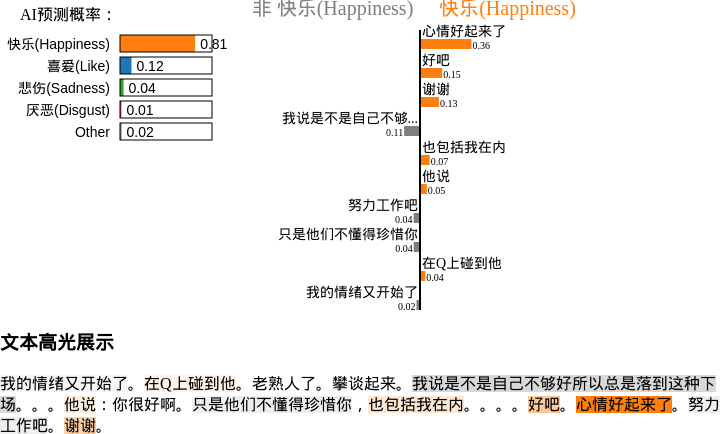 AI预测概率：
快乐(Happiness) 0.81
喜爱(Like) 0.12
悲伤(Sadness) 0.04
厌恶(Disgust) 0.01
Other 0.02
非 快乐(Happiness) 快乐(Happiness)
心情好起来了
0.36
好吧
0.15
谢谢
0.13
我说是不是自己不够...
0.11
也包括我在内
0.07
他说
0.05
努力工作吧
0.04
只是他们不懂得珍惜你
0.04
在Q上碰到他
0.04
我的情绪又开始了
0.02
文本高光展示
我的情绪又开始了。在Q上碰到他。老熟人了。攀谈起来。我说是不是自己不够好所以总是落到这种下
场。。。他说：你很好啊。只是他们不懂得珍惜你，也包括我在内。。。。好吧。心情好起来了。努力
工作吧。谢谢。